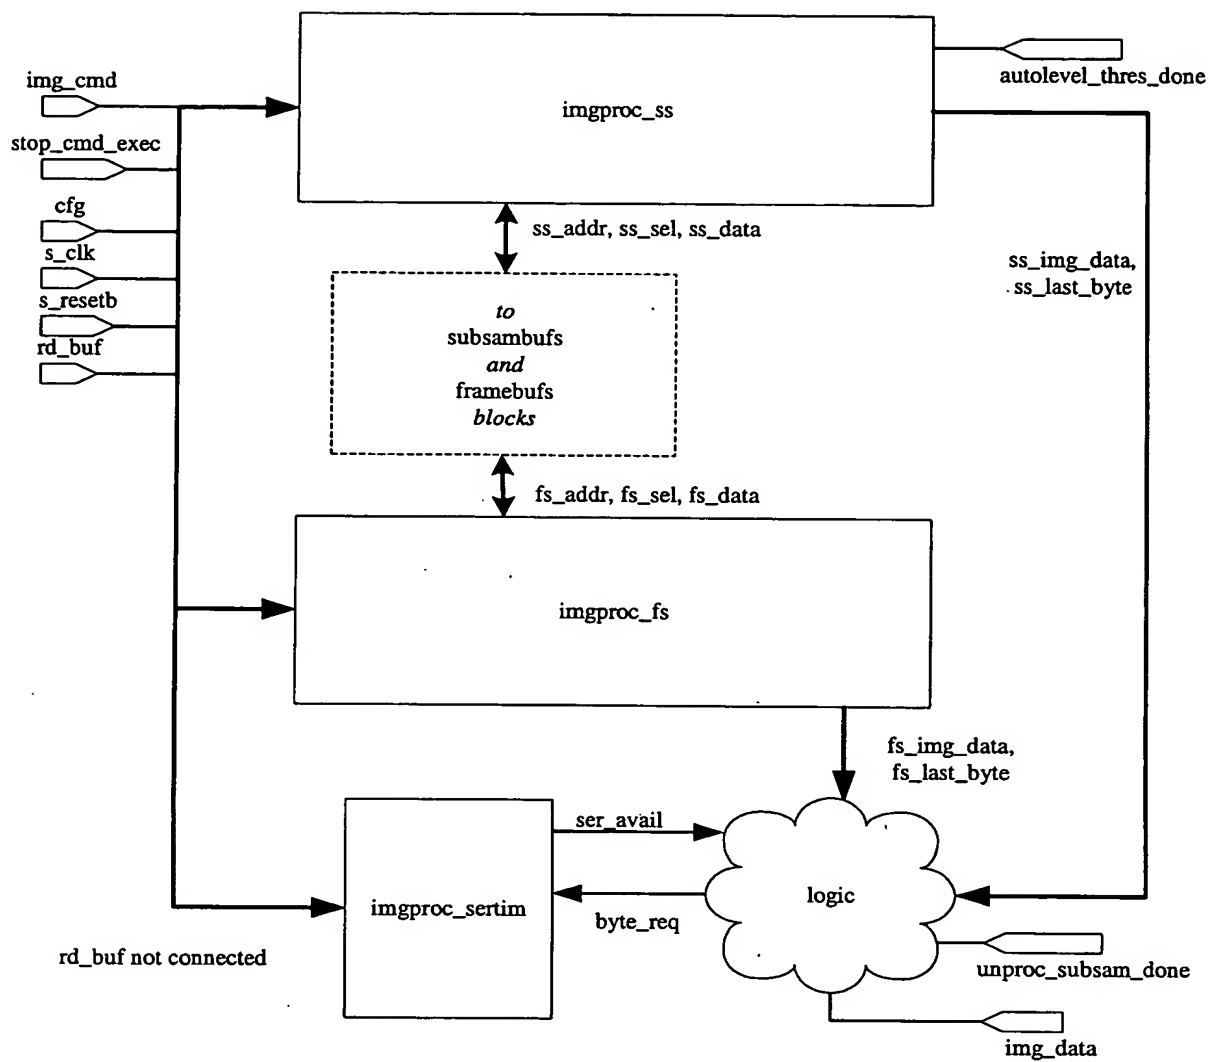 autolevel_thres_done
img_cmd
imgproc_ss
stop_cmd_exec
cfg
s_clk
s_resetb
rd_buf
ss_addr, ss_sel, ss_data
ss_img_data,
ss_last_byte
to
subsambufs
and
framebufs
blocks
fs_addr, fs_sel, fs_data
imgproc_fs
fs_img_data,
fs_last_byte
ser_avail
imgproc_sertim
logic
byte_req
rd_buf not connected
unproc_subsam_done
img_data